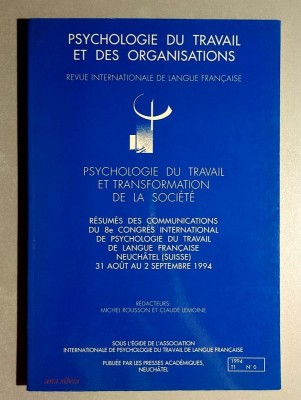 PSYCHOLOGIE DU TRAVAIL
ET DES ORGANISATIONS
REVUE INTERNATIONALE DE LANGUE FRANÇAISE
PSYCHOLOGIE DU TRAVAIL
ET TRANSFORMATION
DE LA SOCIÉTÉ
RÉSUMÉS DES COMMUNICATIONS
DU 8e CONGRÈS INTERNATIONAL
DE PSYCHOLOGIE DU TRAVAIL
DE LANGUE FRANÇAISE
NEUCHÂTEL (SUISSE)
31 AOÛT AU 2 SEPTEMBRE 1994
RÉDACTEURS:
MICHEL ROUSSON ET CLAUDE LEMOINE
SOUS L'ÉGIDE DE L'ASSOCIATION
INTERNATIONALE DE PSYCHOLOGIE DU TRAVAIL DE LANGUE FRANÇAISE
PUBLIÉE PAR LES PRESSES ACADÉMIQUES,
NEUCHÂTEL
1994
T1 N° 0
ana silvia